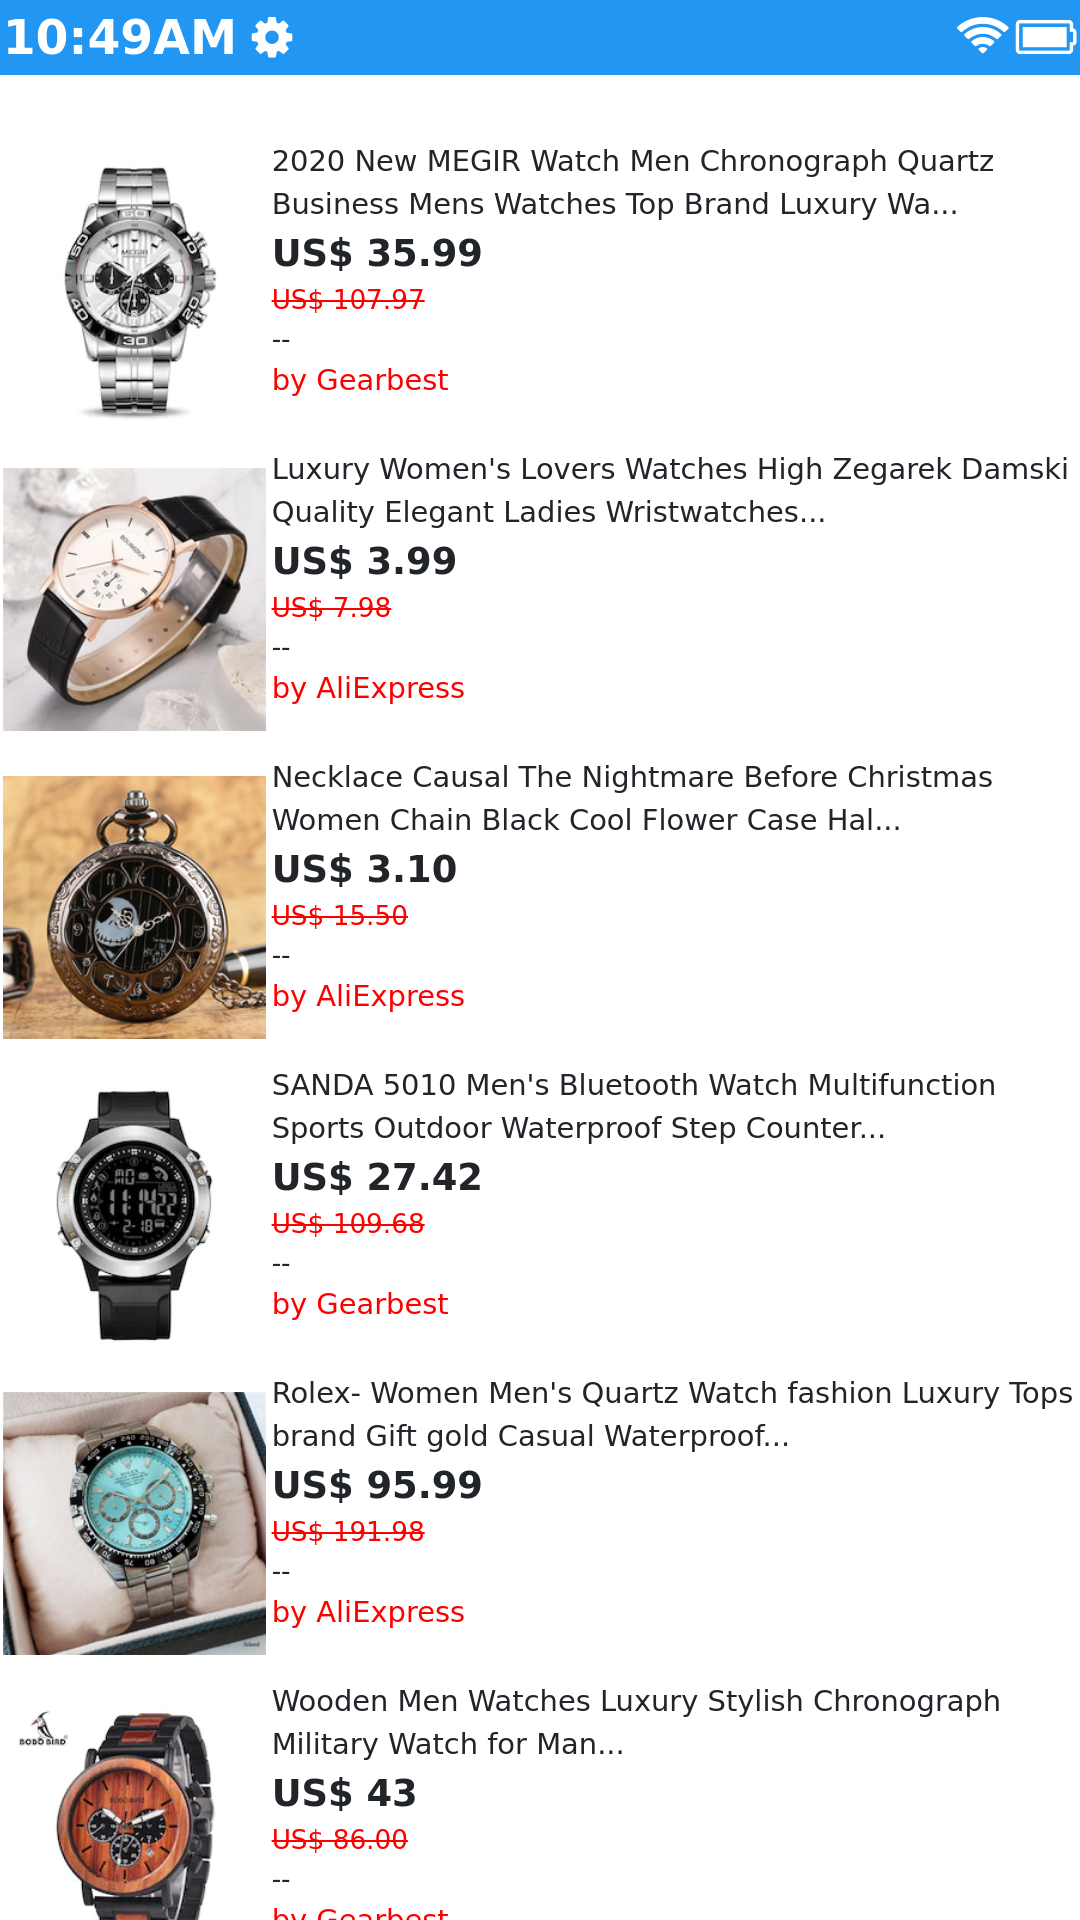 10:49AM
2020 New MEGIR Watch Men Chronograph Quartz
Business Mens Watches Top Brand Luxury Wa...
US$ 35.99
US$ 107.97
--
by Gearbest
Luxury Women's Lovers Watches High Zegarek Damski
Quality Elegant Ladies Wristwatches...
US$ 3.99
US$ 7.98
--
by AliExpress
Necklace Causal The Nightmare Before Christmas
Women Chain Black Cool Flower Case Hal...
US$ 3.10
US$ 15.50
--
by AliExpress
SANDA 5010 Men's Bluetooth Watch Multifunction
Sports Outdoor Waterproof Step Counter...
US$ 27.42
US$ 109.68
--
by Gearbest
Rolex- Women Men's Quartz Watch fashion Luxury Tops
brand Gift gold Casual Waterproof...
US$ 95.99
US$ 191.98
--
by AliExpress
BOBO BIRD
Wooden Men Watches Luxury Stylish Chronograph
Military Watch for Man...
US$ 43
US$ 86.00
--
by Gearbest